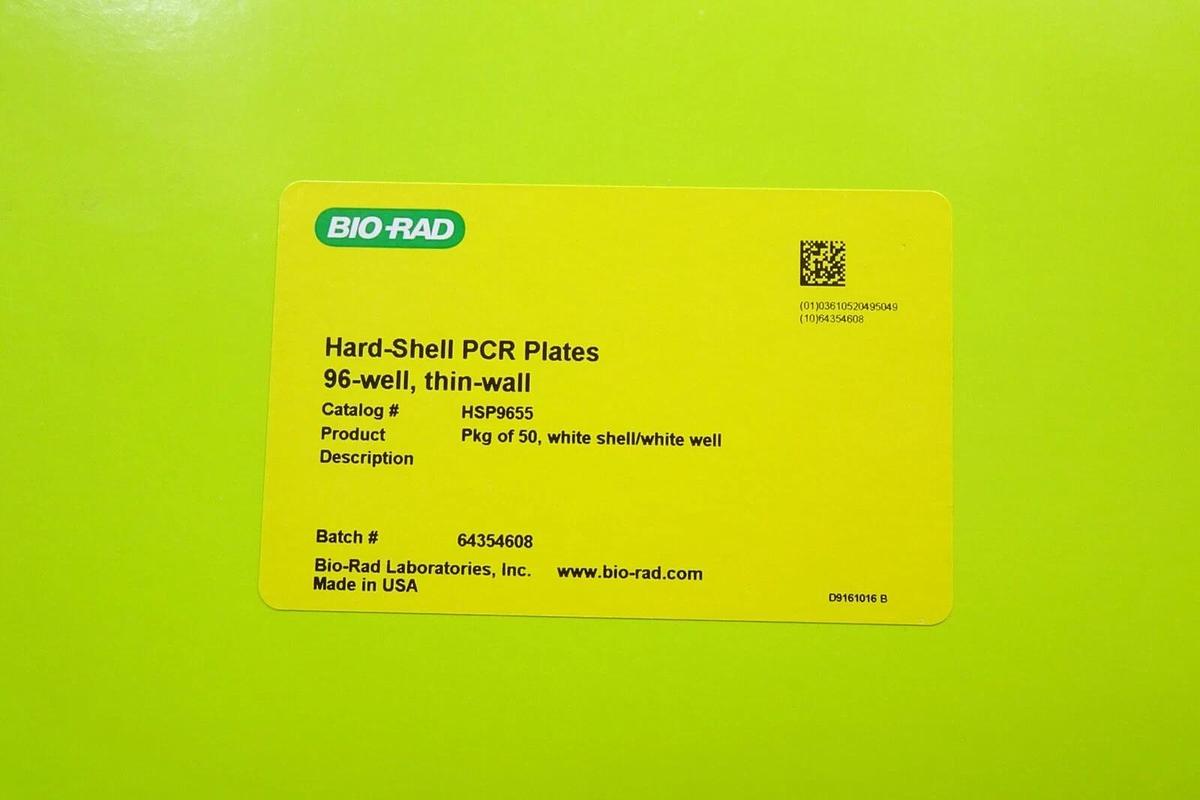 BIO-RAD
(01)03610520495049
(10)64354608
Hard-Shell PCR Plates
96-well, thin-wall
Catalog # HSP9655
Product Pkg of 50, white shell/white well
Description
Batch # 64354608
Bio-Rad Laboratories, Inc. www.bio-rad.com
Made in USA
D9161016 B